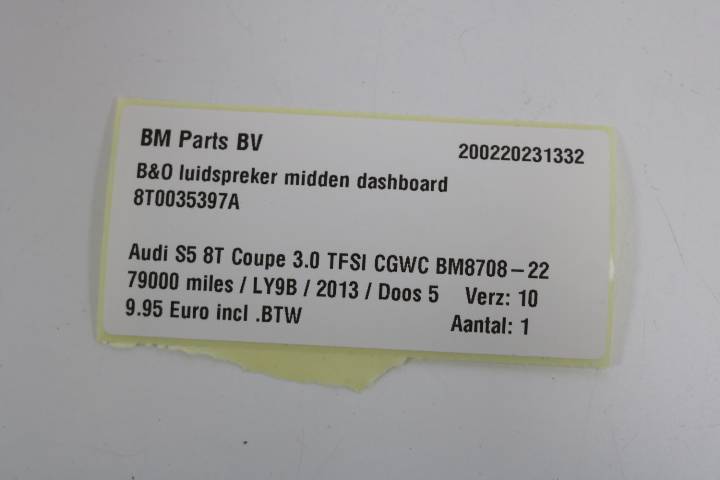 BM Parts BV 200220231332
B&O luidspreker midden dashboard
8T0035397A
Audi S5 8T Coupe 3.0 TFSI CGWC BM8708-22
79000 miles / LY9B / 2013 / Doos 5 Verz: 10
9.95 Euro incl .BTW Aantal: 1